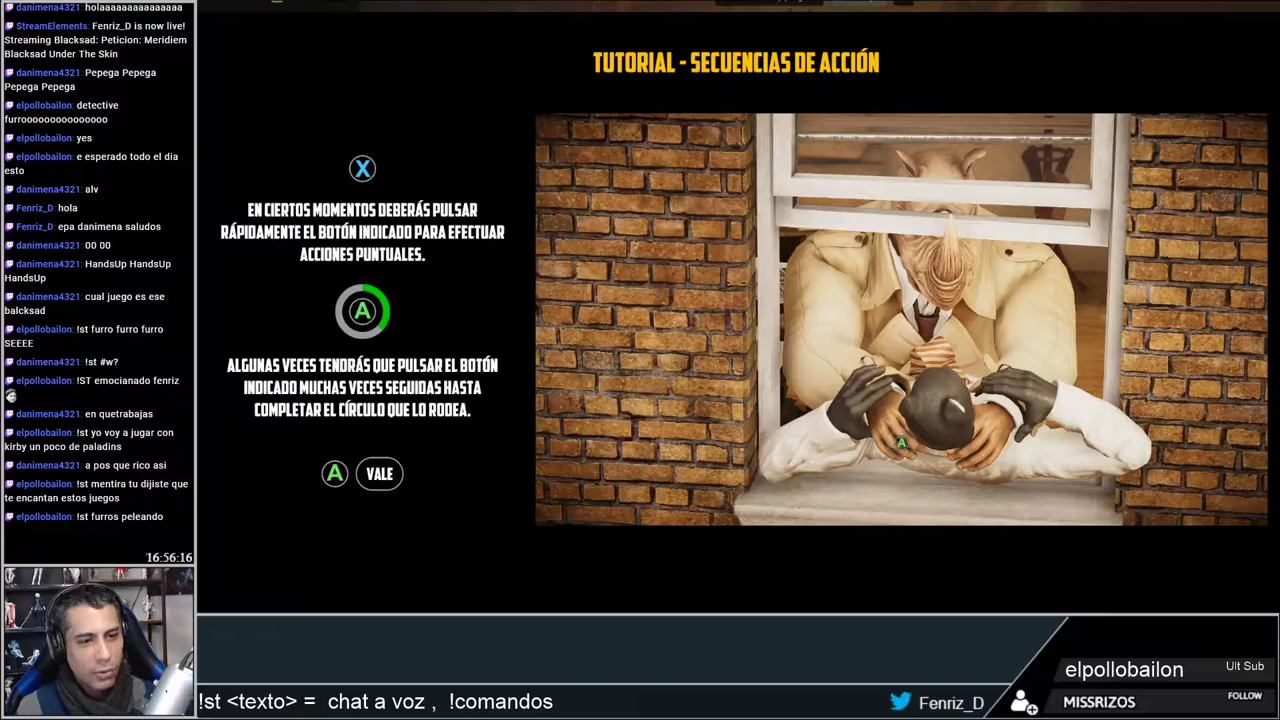 danimena4321: holaaaaaaaaaaaaaaa
StreamElements: Fenriz_D is now live!
Streaming Blacksad: Peticion: Meridiem
Blacksad Under The Skin
danimena4321: Pepega Pepega
Pepega Pepega
elpollobailon: detective
furrooooooooooooooo
elpollobailon: yes
elpollobailon: e esperado todo el dia
esto
danimena4321: alv
Fenriz_D: hola
Fenriz_D: epa danimena saludos
danimena4321: 00 00
danimena4321: HandsUp HandsUp
HandsUp
danimena4321: cual juego es ese
balcksad
elpollobailon: !st furro furro furro
SEEEE
danimena4321: !st #w?
elpollobailon: !ST emocianado fenriz
danimena4321: en quetrabajas
elpollobailon: !st yo voy a jugar con
kirby un poco de paladins
danimena4321: a pos que rico asi
elpollobailon: !st mentira tu dijiste que
te encantan estos juegos
elpollobailon: !st furros peleando
16:56:16
TUTORIAL - SECUENCIAS DE ACCIÓN
X
EN CIERTOS MOMENTOS DEBERÁS PULSAR
RÁPIDAMENTE EL BOTÓN INDICADO PARA EFECTUAR
ACCIONES PUNTUALES.
A
ALGUNAS VECES TENDRÁS QUE PULSAR EL BOTÓN
INDICADO MUCHAS VECES SEGUIDAS HASTA
COMPLETAR EL CÍRCULO QUE LO RODEA.
A VALE
A
elpollobailon Ult Sub
!st <texto> = chat a voz , !comandos
Fenriz_D
MISSRIZOS FOLLOW